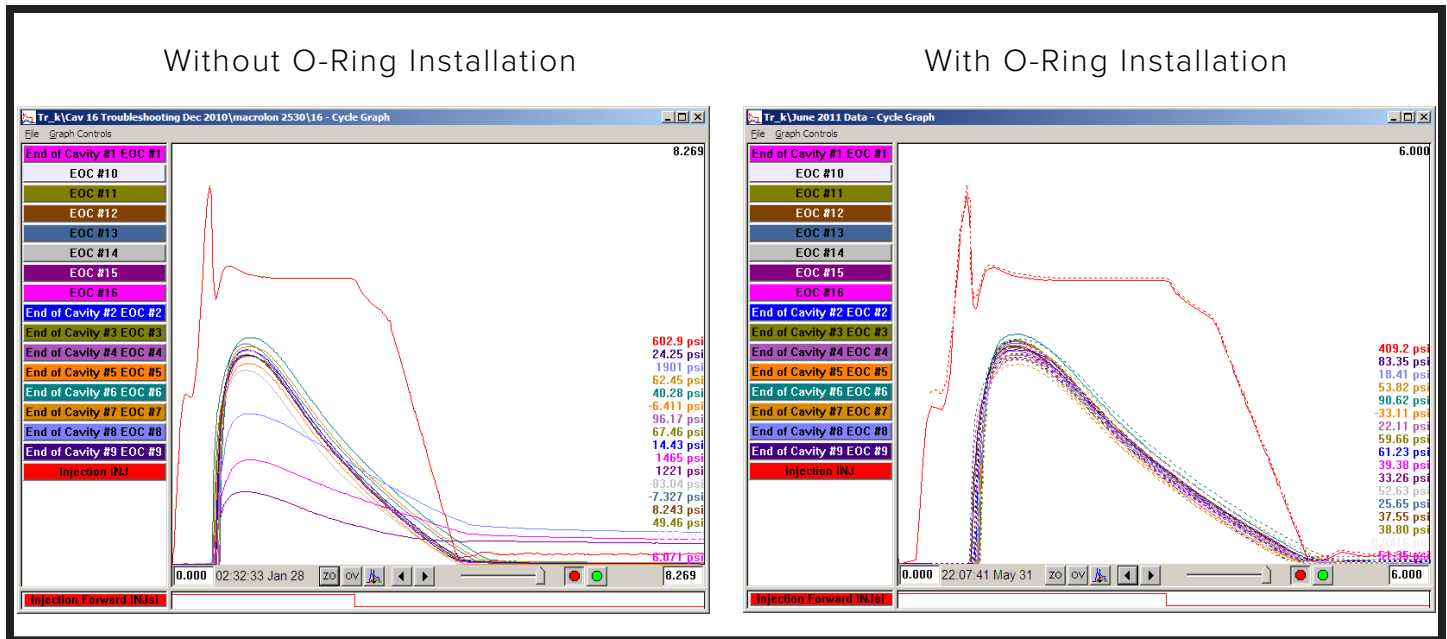 Without O-Ring Installation
Tr_k\Cav 16 Troubleshooting Dec 2010\macrolon 2530\16 - Cycle Graph
File Graph Controls
End of Cavity #1 EOC #1
EOC #10
EOC #11
EOC #12
EOC #13
EOC #14
EOC #15
EOC #16
End of Cavity #2 EOC #2
End of Cavity #3 EOC #3
End of Cavity #4 EOC #4
End of Cavity #5 EOC #5
End of Cavity #6 EOC #6
End of Cavity #7 EOC #7
End of Cavity #8 EOC #8
End of Cavity #9 EOC #9
Injection INJ
8.269
602.9 psi
24.25 psi
1901 psi
62.45 psi
40.28 psi
-6.411 psi
96.17 psi
67.46 psi
14.43 psi
1465 psi
1221 psi
-83.04 psi
-7.327 psi
8.243 psi
49.46 psi
6.071 psi
0.000 02:32:33 Jan 28 ZO OV 8.269
Injection Forward INJsi
With O-Ring Installation
Tr_k\June 2011 Data - Cycle Graph
File Graph Controls
End of Cavity #1 EOC #1
EOC #10
EOC #11
EOC #12
EOC #13
EOC #14
EOC #15
EOC #16
End of Cavity #2 EOC #2
End of Cavity #3 EOC #3
End of Cavity #4 EOC #4
End of Cavity #5 EOC #5
End of Cavity #6 EOC #6
End of Cavity #7 EOC #7
End of Cavity #8 EOC #8
End of Cavity #9 EOC #9
Injection INJ
6.000
409.2 psi
83.35 psi
18.41 psi
53.82 psi
90.62 psi
-33.11 psi
22.11 psi
59.66 psi
61.23 psi
39.38 psi
33.26 psi
52.63 psi
25.65 psi
37.55 psi
38.80 psi
51.35 psi
0.000 22:07:41 May 31 ZO OV 6.000
Injection Forward INJsi